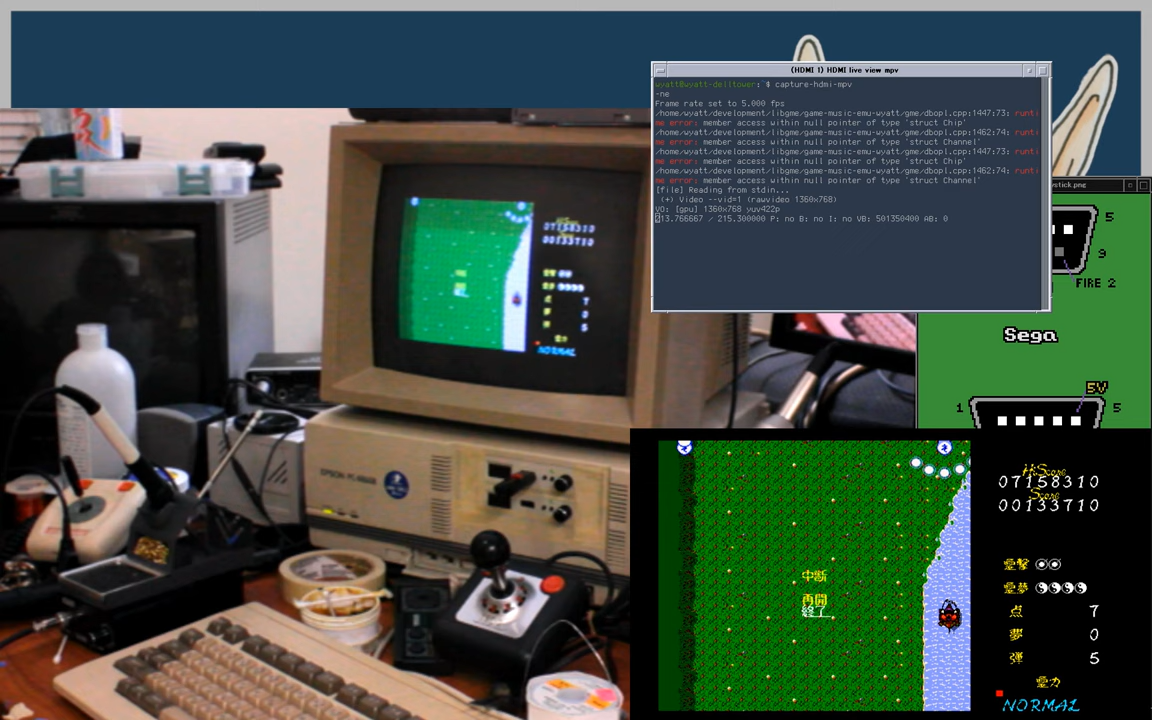 (HDMI 1) HDMI live view mpv
wyatt@wyatt-delltower:~$ capture-hdmi-mpv
-ne
Frame rate set to 5.000 fps
/home/wyatt/development/libgme/game-music-emu-wyatt/gme/dbopl.cpp:1447:73: runti
me error: member access within null pointer of type 'struct Chip'
/home/wyatt/development/libgme/game-music-emu-wyatt/gme/dbopl.cpp:1462:74: runti
me error: member access within null pointer of type 'struct Channel'
/home/wyatt/development/libgme/game-music-emu-wyatt/gme/dbopl.cpp:1447:73: runti
me error: member access within null pointer of type 'struct Chip'
/home/wyatt/development/libgme/game-music-emu-wyatt/gme/dbopl.cpp:1462:74: runti
me error: member access within null pointer of type 'struct Channel'
[file] Reading from stdin...
(+) Video --vid=1 (rawvideo 1360x768)
VO: [gpu] 1360x768 yuv422p
213.766667 / 215.300000 P: no B: no I: no VB: 501350400 AB: 0
stick.png
5
9
FIRE 2
Sega
5V
1
5
HiScore
07158310
Score
00133710
NORMAL
EPSON
HiScore
07158310
Score
00133710
中断
再開
終了
霊撃
霊夢
点 7
夢 0
弾 5
霊力
NORMAL